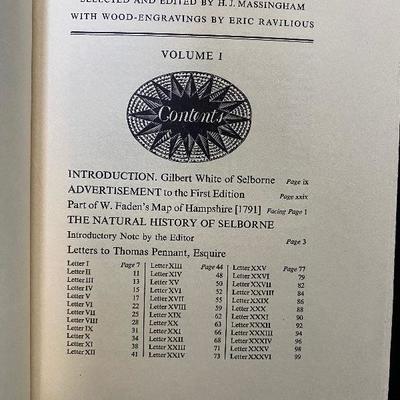 SELECTED AND EDITED BY H. J. MASSINGHAM
WITH WOOD-ENGRAVINGS BY ERIC RAVILIOUS
VOLUME I
Contents
INTRODUCTION. Gilbert White of Selborne Page ix
ADVERTISEMENT to the First Edition Page xxix
Part of W. Faden's Map of Hampshire [1791] Facing Page 1
THE NATURAL HISTORY OF SELBORNE
Introductory Note by the Editor Page 3
Letters to Thomas Pennant, Esquire
Letter I Page 7
Letter II 11
Letter III 13
Letter IV 15
Letter V 17
Letter VI 22
Letter VII 25
Letter VIII 28
Letter IX 31
Letter X 34
Letter XI 38
Letter XII 41
Letter XIII Page 44
Letter XIV 48
Letter XV 50
Letter XVI 52
Letter XVII 55
Letter XVIII 59
Letter XIX 62
Letter XX 63
Letter XXI 66
Letter XXII 68
Letter XXIII 71
Letter XXIV 73
Letter XXV Page 77
Letter XXVI 79
Letter XXVII 82
Letter XXVIII 84
Letter XXIX 86
Letter XXX 88
Letter XXXI 90
Letter XXXII 92
Letter XXXIII 94
Letter XXXIV 96
Letter XXXV 98
Letter XXXVI 99